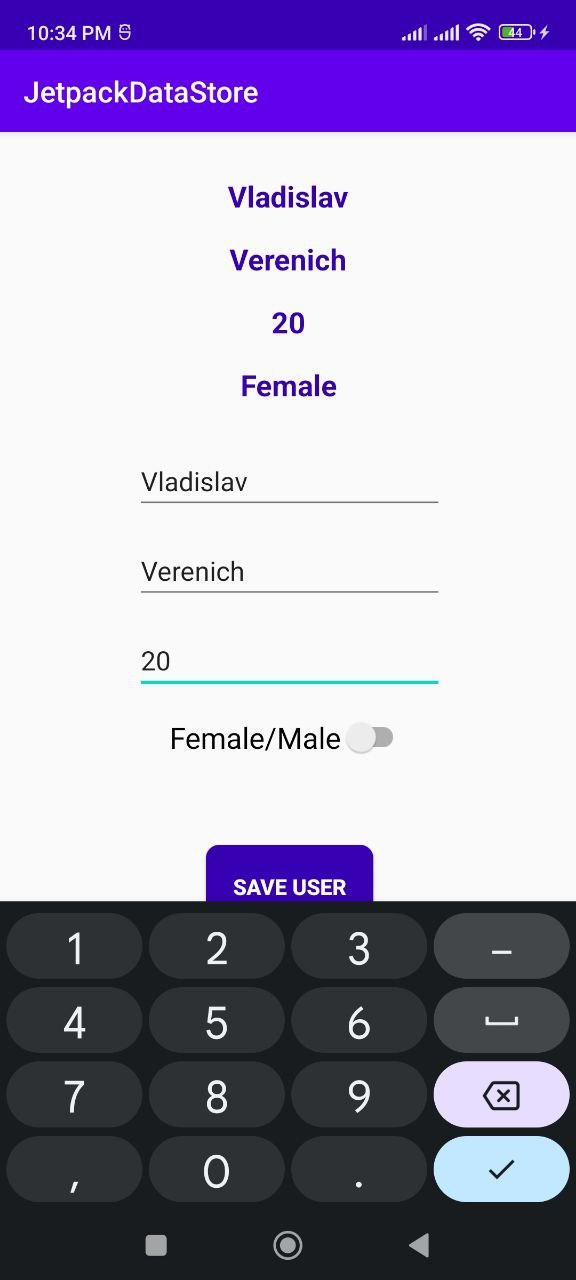 10:34 PM 44
JetpackDataStore
Vladislav
Verenich
20
Female
Vladislav
Verenich
20
Female/Male
SAVE USER
1 2 3 –
4 5 6
7 8 9
, 0 .